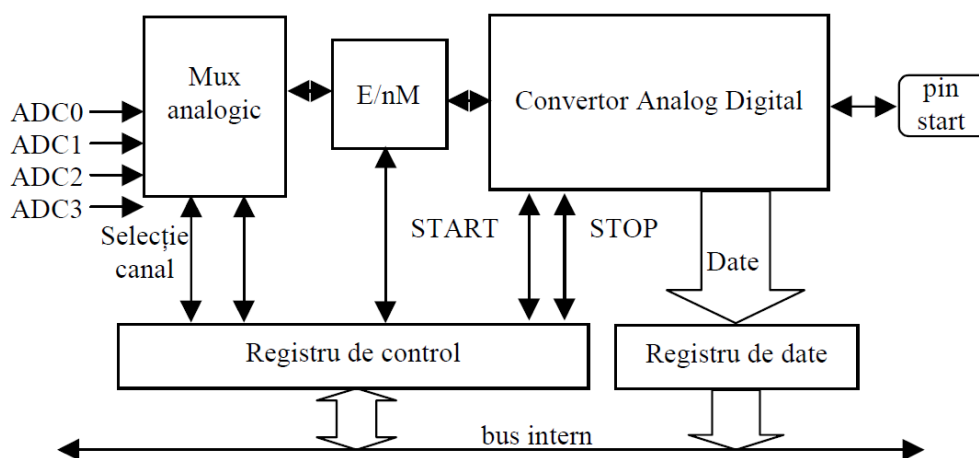 Mux
analogic
E/nM
Convertor Analog Digital
pin
start
ADC0
ADC1
ADC2
ADC3
Selecție
canal
START
STOP
Date
Registru de control
Registru de date
bus intern